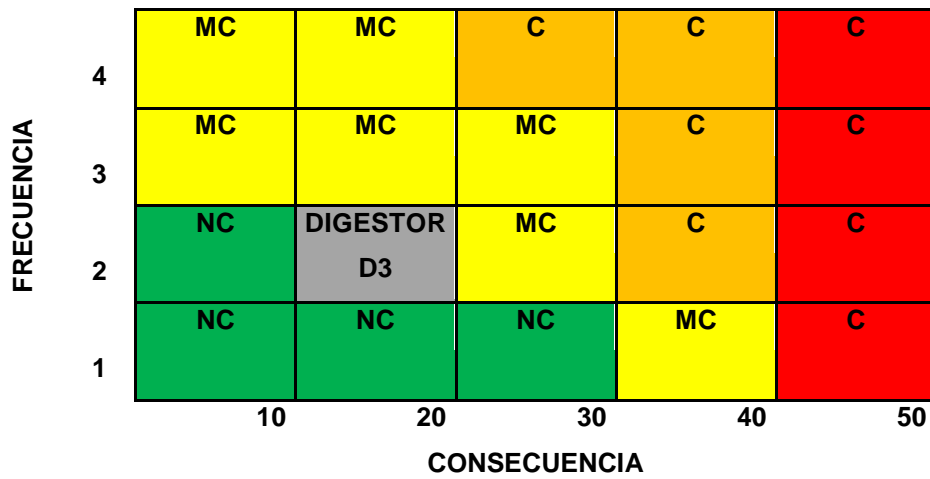 MC MC C C C
4
MC MC MC C C
3
NC DIGESTOR MC C C
D3
2
NC NC NC MC C
1
FRECUENCIA
10 20 30 40 50
CONSECUENCIA